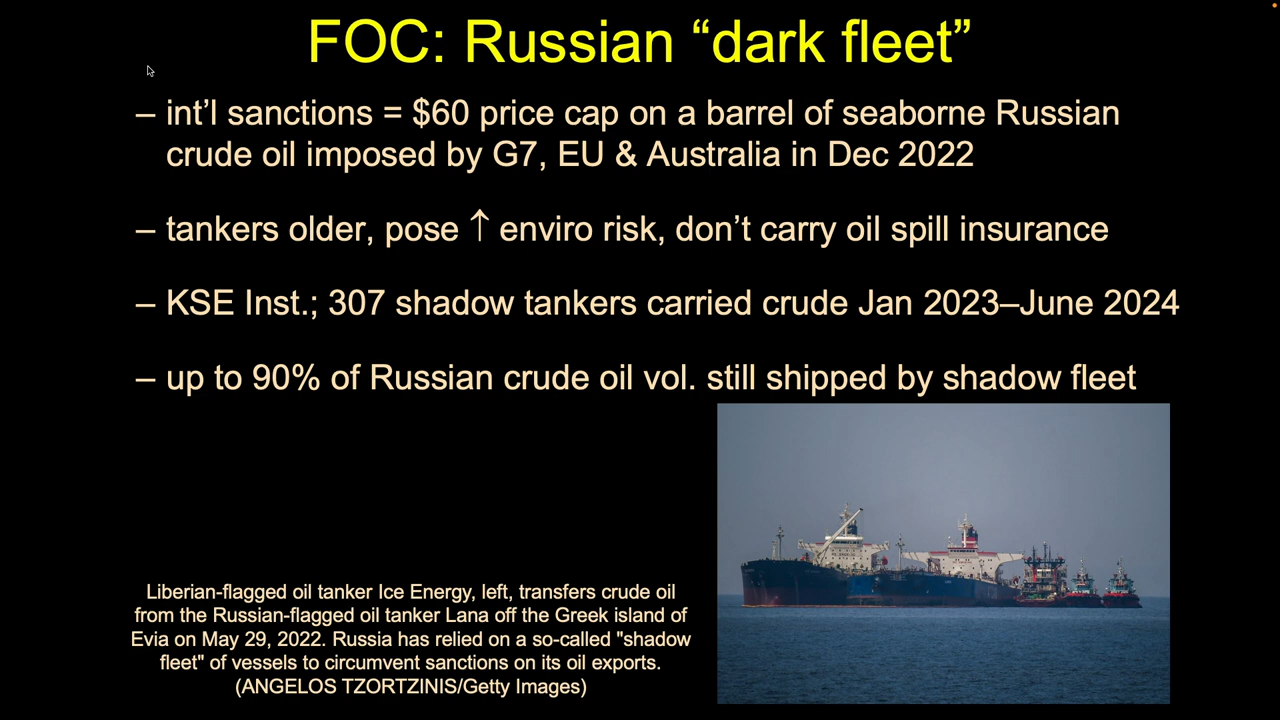 FOC: Russian “dark fleet”
– int’l sanctions = $60 price cap on a barrel of seaborne Russian
crude oil imposed by G7, EU & Australia in Dec 2022
– tankers older, pose ↑ enviro risk, don’t carry oil spill insurance
– KSE Inst.; 307 shadow tankers carried crude Jan 2023–June 2024
– up to 90% of Russian crude oil vol. still shipped by shadow fleet
Liberian-flagged oil tanker Ice Energy, left, transfers crude oil
from the Russian-flagged oil tanker Lana off the Greek island of
Evia on May 29, 2022. Russia has relied on a so-called "shadow
fleet" of vessels to circumvent sanctions on its oil exports.
(ANGELOS TZORTZINIS/Getty Images)